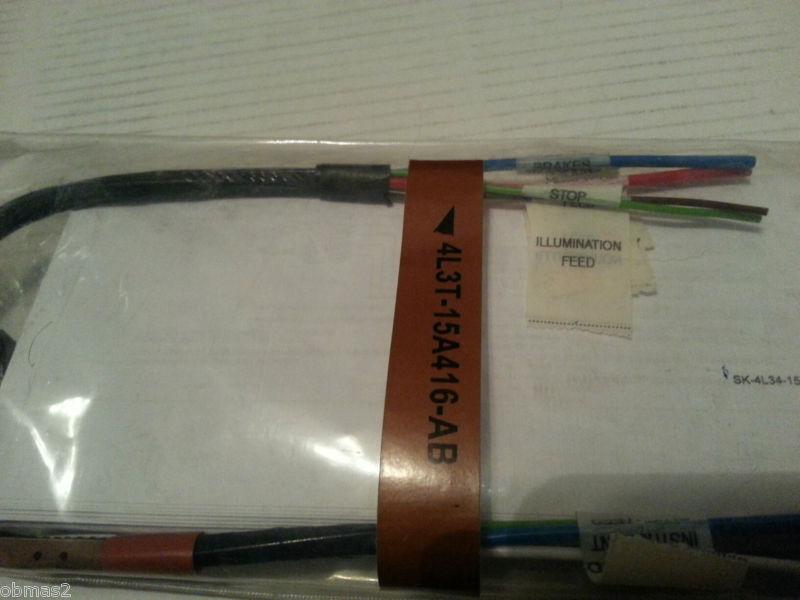 BRAKES
STOP
ILLUMINATION
FEED
4L3T-15A416-AB
SK-4L34-15
obmas2